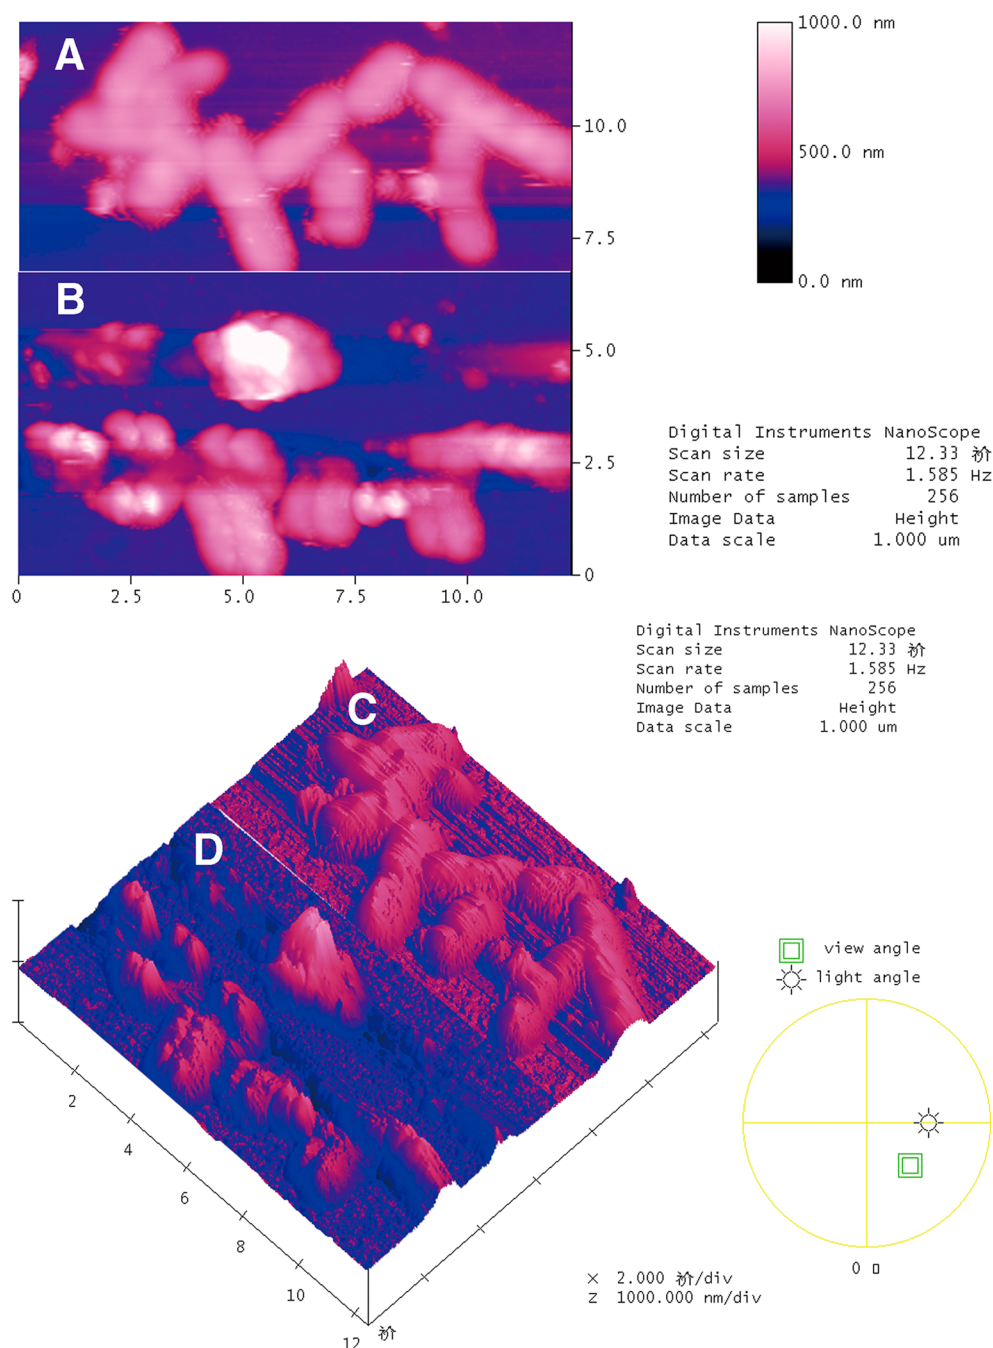 A
1000.0 nm
10.0
500.0 nm
7.5
0.0 nm
B
5.0
Digital Instruments NanoScope
Scan size 12.33 祄
2.5
Scan rate 1.585 Hz
Number of samples 256
Image Data Height
Data scale 1.000 um
0
0 2.5 5.0 7.5 10.0
Digital Instruments NanoScope
Scan size 12.33 祄
Scan rate 1.585 Hz
Number of samples 256
Image Data Height
Data scale 1.000 um
C
D
view angle
light angle
2
4
6
8
10
12 祄
0 ▯
X 2.000 祄/div
Z 1000.000 nm/div